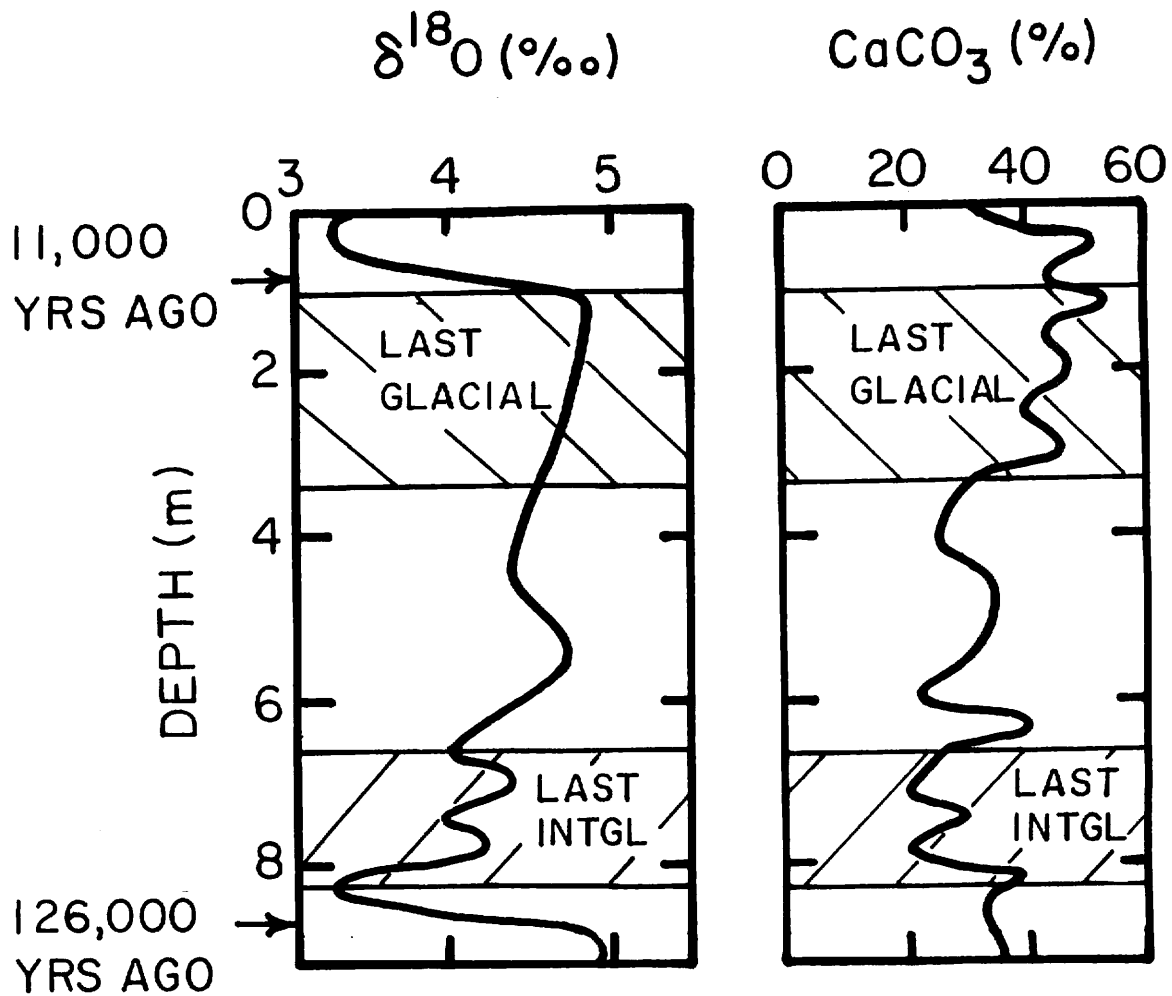 δ¹⁸O (‰)
CaCO₃ (%)
3 4 5
0 20 40 60
0
11,000
YRS AGO
LAST
GLACIAL
LAST
GLACIAL
2
DEPTH (m)
4
6
LAST
INTGL
LAST
INTGL
8
126,000
YRS AGO